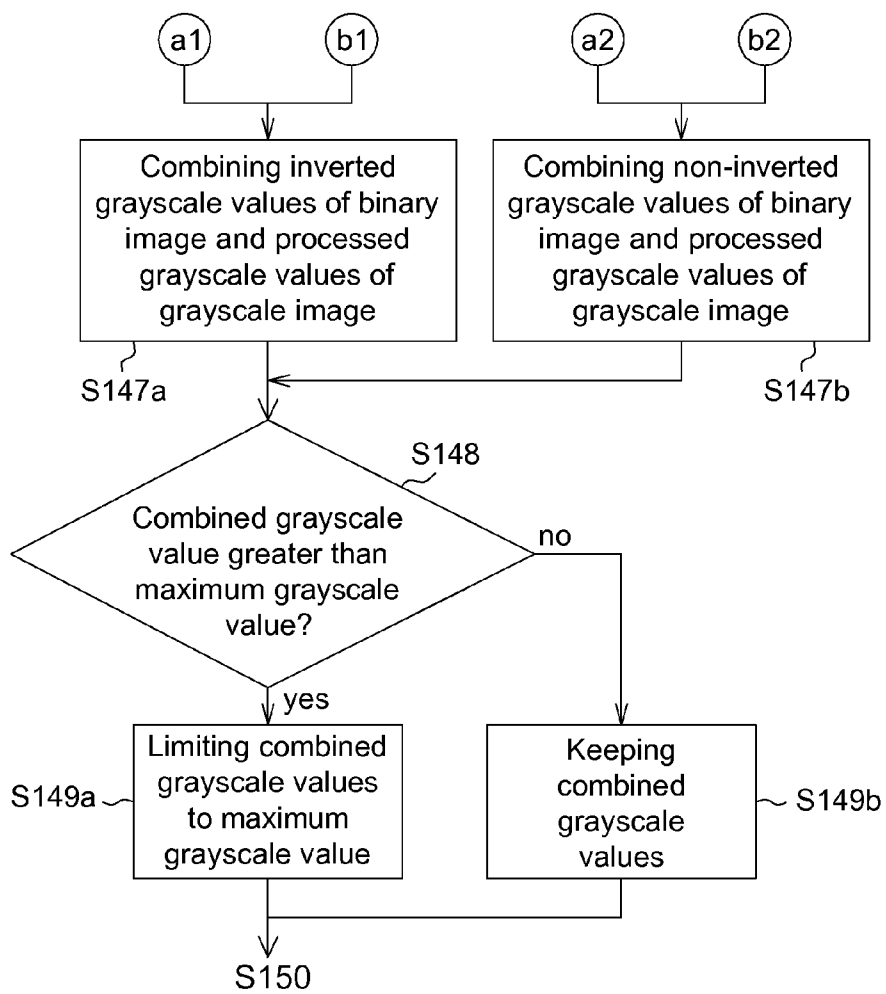 a1
b1
a2
b2
Combining inverted
grayscale values of binary
image and processed
grayscale values of
grayscale image
Combining non-inverted
grayscale values of binary
image and processed
grayscale values of
grayscale image
S147a
S147b
S148
Combined grayscale
value greater than
maximum grayscale
value?
no
yes
Limiting combined
grayscale values
to maximum
grayscale value
S149a
Keeping
combined
grayscale
values
S149b
S150